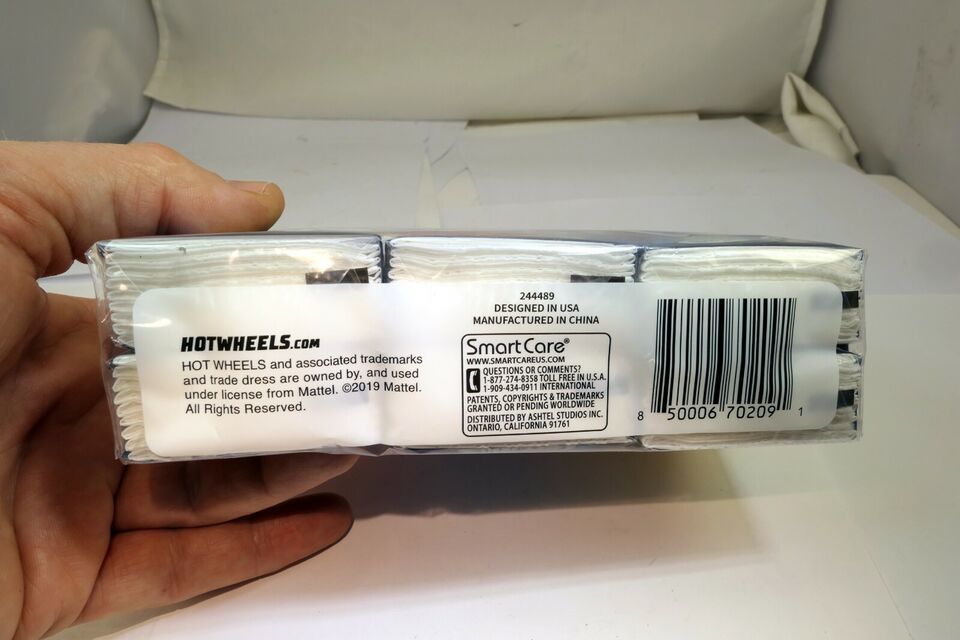 HOTWHEELS.COM
HOT WHEELS and associated trademarks
and trade dress are owned by, and used
under license from Mattel. ©2019 Mattel.
All Rights Reserved.
244489
DESIGNED IN USA
MANUFACTURED IN CHINA
SmartCare®
WWW.SMARTCAREUS.COM
QUESTIONS OR COMMENTS?
1-877-274-8358 TOLL FREE IN U.S.A.
1-909-434-0911 INTERNATIONAL
PATENTS, COPYRIGHTS & TRADEMARKS
GRANTED OR PENDING WORLDWIDE
DISTRIBUTED BY ASHTEL STUDIOS INC.
ONTARIO, CALIFORNIA 91761
8 50006 70209 1